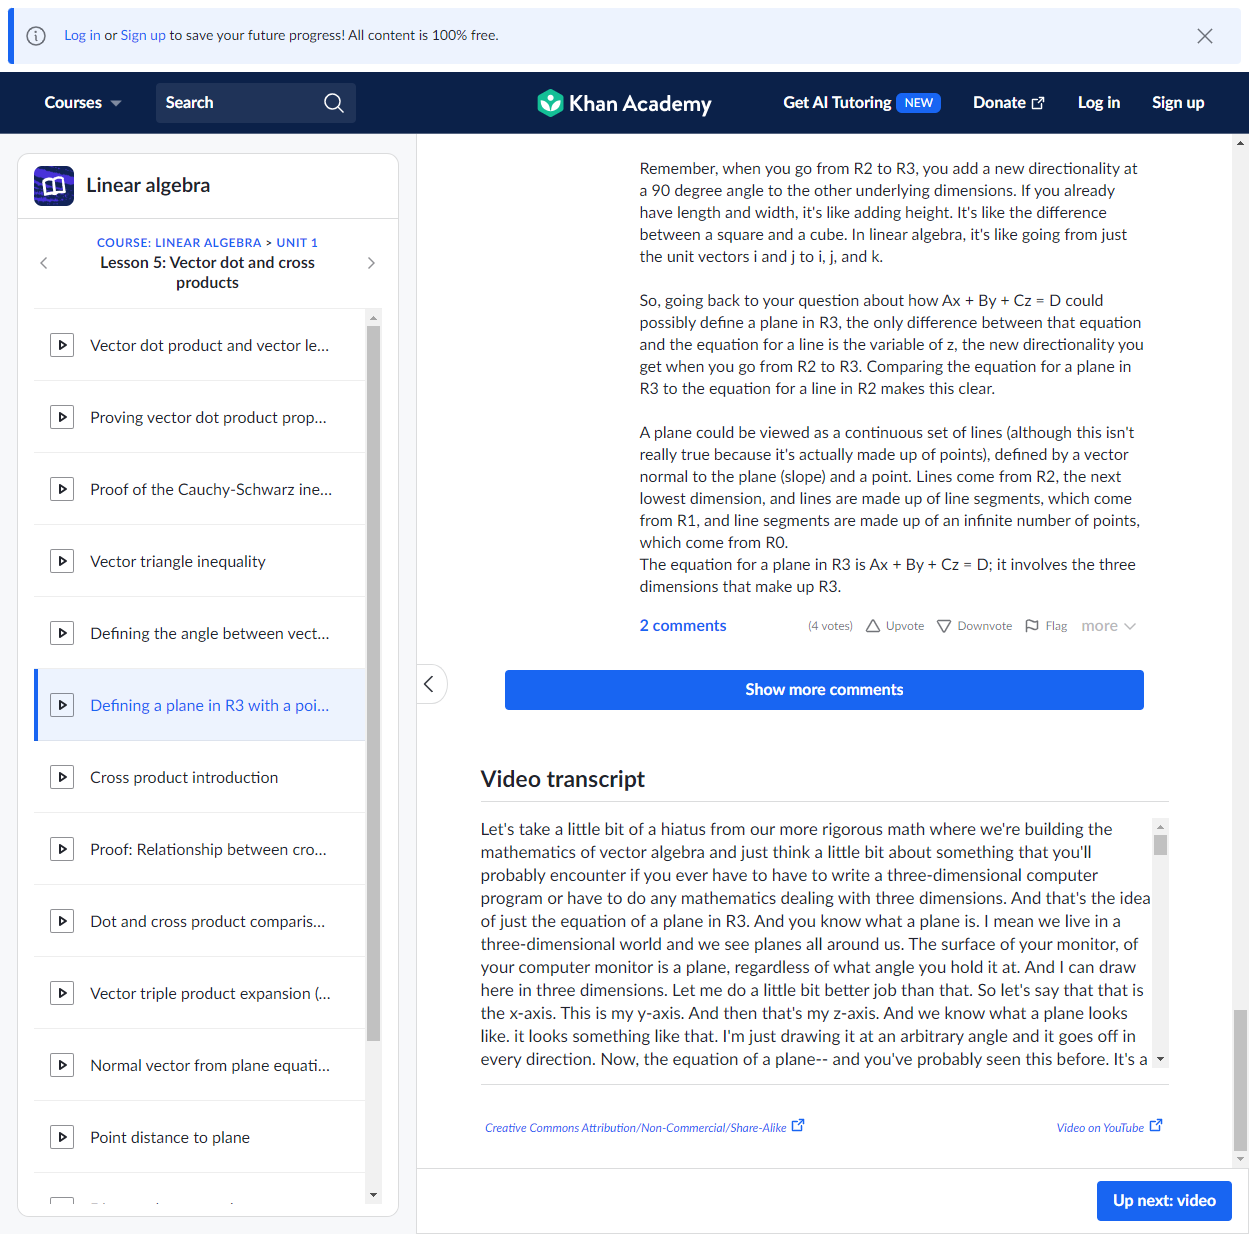 Log in or Sign up to save your future progress! All content is 100% free.
Courses
Search
Khan Academy
Get AI Tutoring NEW
Donate
Log in
Sign up
Linear algebra
COURSE: LINEAR ALGEBRA > UNIT 1
Lesson 5: Vector dot and cross
products
Vector dot product and vector le...
Proving vector dot product prop...
Proof of the Cauchy-Schwarz ine...
Vector triangle inequality
Defining the angle between vect...
Defining a plane in R3 with a poi...
Cross product introduction
Proof: Relationship between cro...
Dot and cross product comparis...
Vector triple product expansion (...
Normal vector from plane equati...
Point distance to plane
Remember, when you go from R2 to R3, you add a new directionality at
a 90 degree angle to the other underlying dimensions. If you already
have length and width, it's like adding height. It's like the difference
between a square and a cube. In linear algebra, it's like going from just
the unit vectors i and j to i, j, and k.
So, going back to your question about how Ax + By + Cz = D could
possibly define a plane in R3, the only difference between that equation
and the equation for a line is the variable of z, the new directionality you
get when you go from R2 to R3. Comparing the equation for a plane in
R3 to the equation for a line in R2 makes this clear.
A plane could be viewed as a continuous set of lines (although this isn't
really true because it's actually made up of points), defined by a vector
normal to the plane (slope) and a point. Lines come from R2, the next
lowest dimension, and lines are made up of line segments, which come
from R1, and line segments are made up of an infinite number of points,
which come from R0.
The equation for a plane in R3 is Ax + By + Cz = D; it involves the three
dimensions that make up R3.
2 comments
(4 votes)
Upvote
Downvote
Flag
more
Show more comments
Video transcript
Let's take a little bit of a hiatus from our more rigorous math where we're building the
mathematics of vector algebra and just think a little bit about something that you'll
probably encounter if you ever have to have to write a three-dimensional computer
program or have to do any mathematics dealing with three dimensions. And that's the idea
of just the equation of a plane in R3. And you know what a plane is. I mean we live in a
three-dimensional world and we see planes all around us. The surface of your monitor, of
your computer monitor is a plane, regardless of what angle you hold it at. And I can draw
here in three dimensions. Let me do a little bit better job than that. So let's say that that is
the x-axis. This is my y-axis. And then that's my z-axis. And we know what a plane looks
like. it looks something like that. I'm just drawing it at an arbitrary angle and it goes off in
every direction. Now, the equation of a plane-- and you've probably seen this before. It's a
Creative Commons Attribution/Non-Commercial/Share-Alike
Video on YouTube
Up next: video